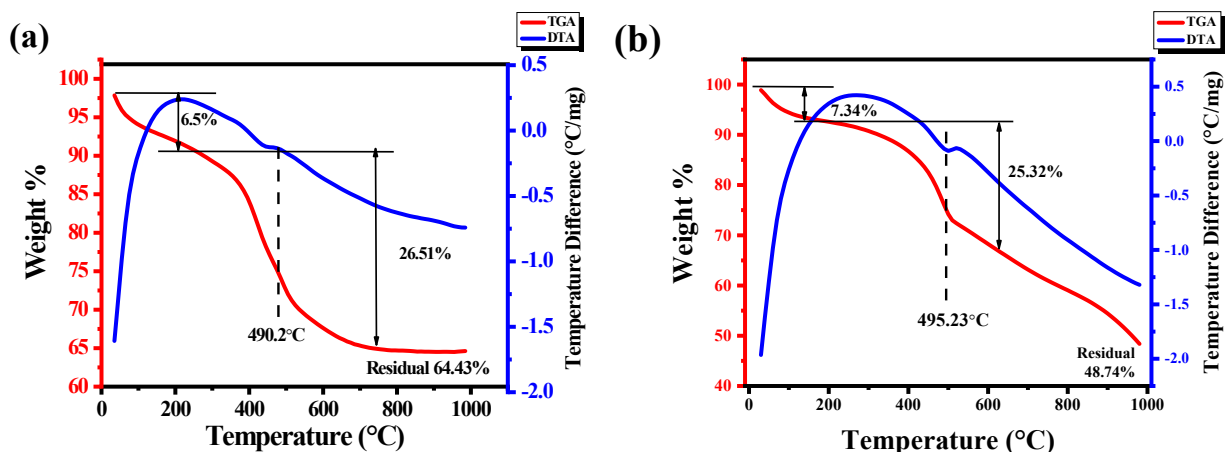 (a)
TGA
DTA
100
95
90
85
80
75
70
65
60
Weight %
0.5
0.0
-0.5
-1.0
-1.5
-2.0
Temperature Difference (°C/mg)
6.5%
26.51%
490.2°C
Residual 64.43%
0 200 400 600 800 1000
Temperature (°C)
(b)
TGA
DTA
100
90
80
70
60
50
40
Weight %
0.5
0.0
-0.5
-1.0
-1.5
-2.0
Temperature Difference (°C/mg)
7.34%
25.32%
495.23°C
Residual
48.74%
0 200 400 600 800 1000
Temperature (°C)